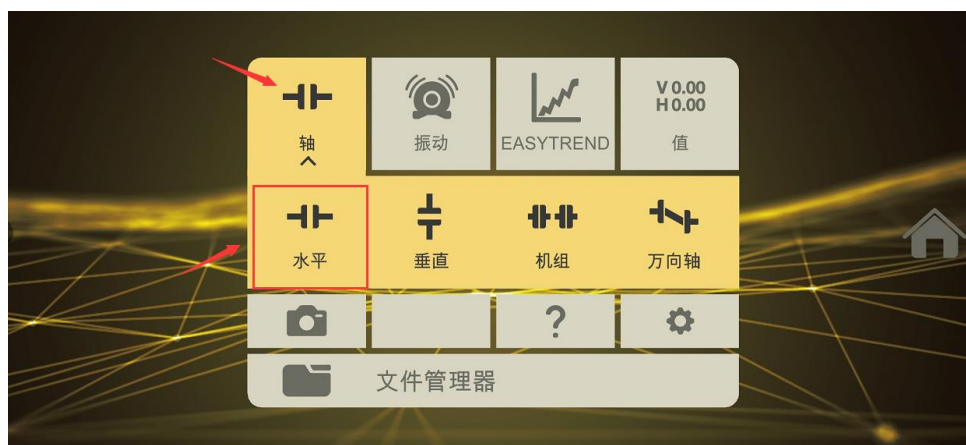 轴
振动
EASYTREND
V 0.00
H 0.00
值
水平
垂直
机组
万向轴
?
文件管理器